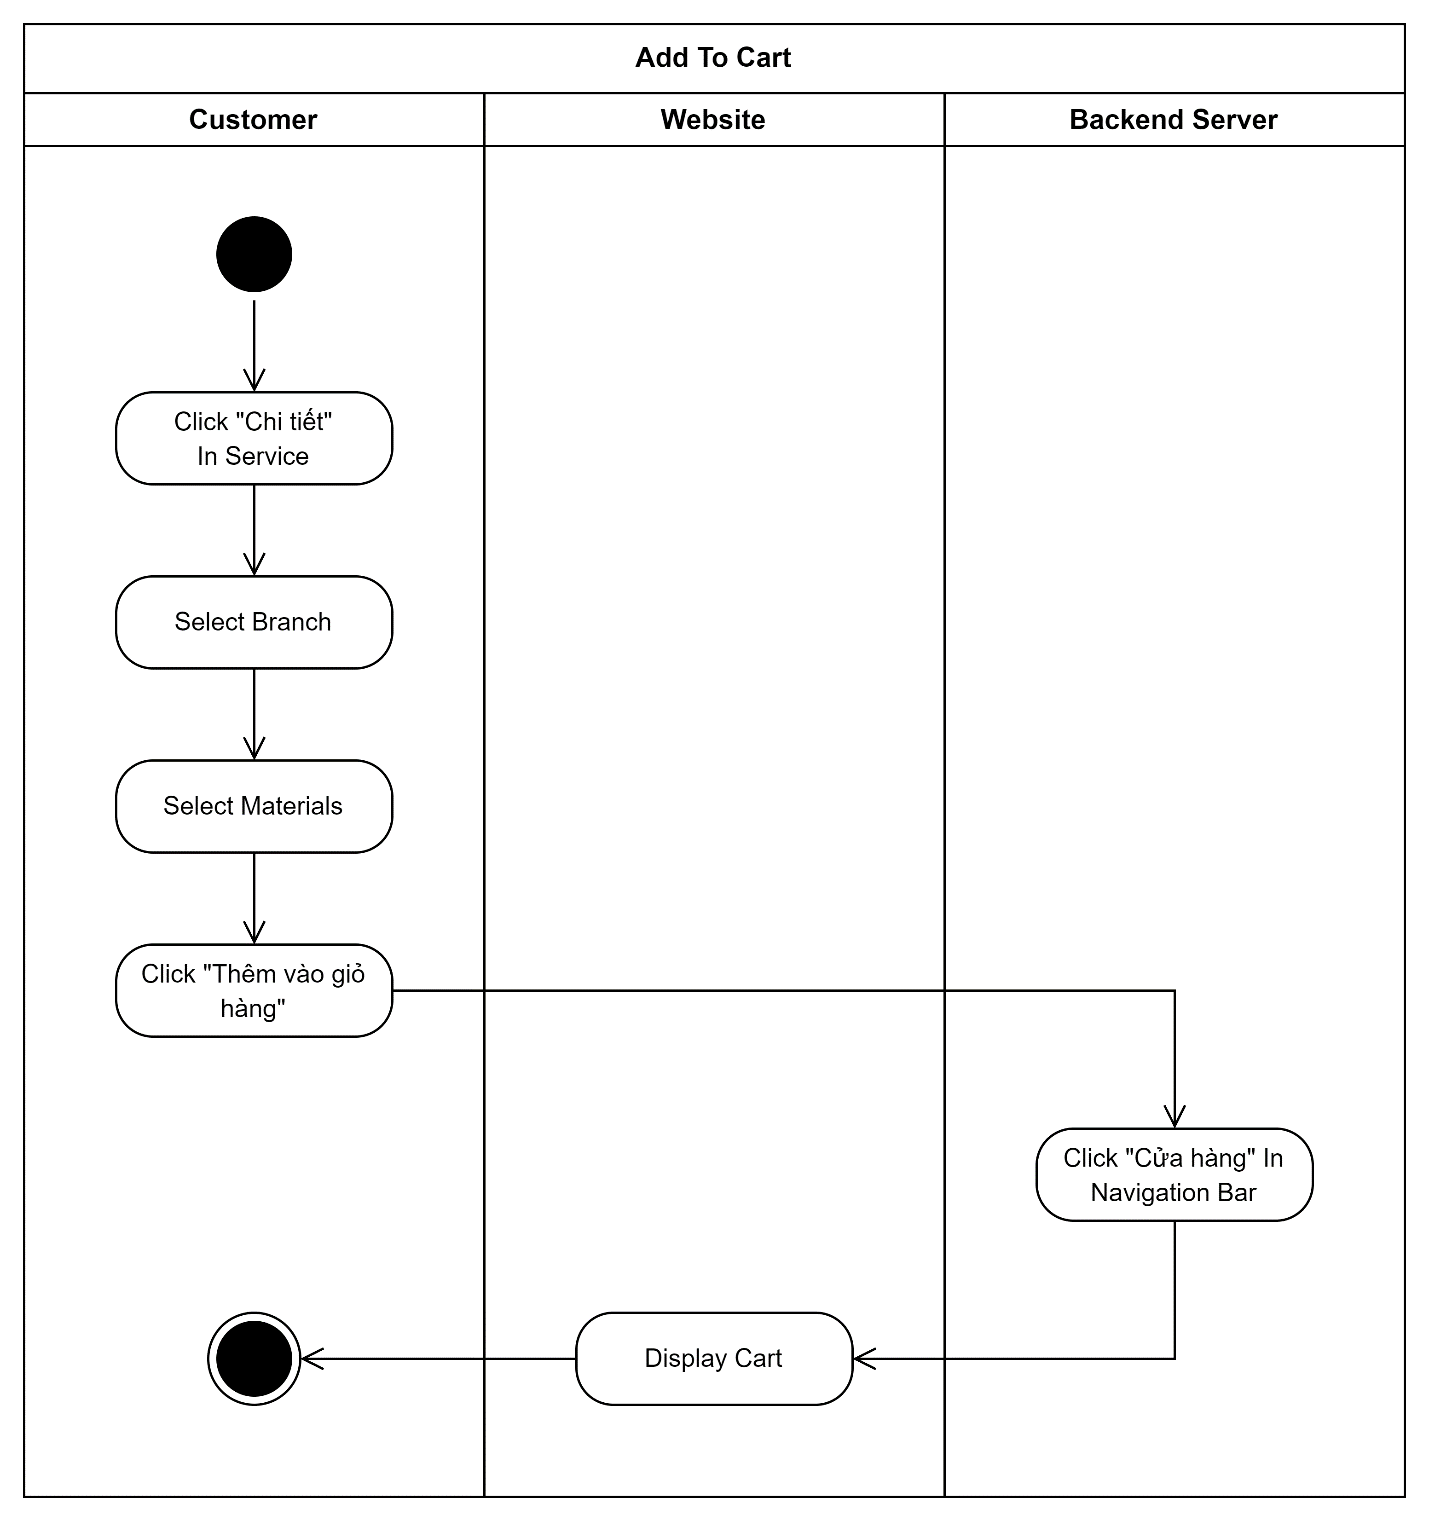 Add To Cart
Customer
Website
Backend Server
Click "Chi tiết"
In Service
Select Branch
Select Materials
Click "Thêm vào giỏ
hàng"
Click "Cửa hàng" In
Navigation Bar
Display Cart